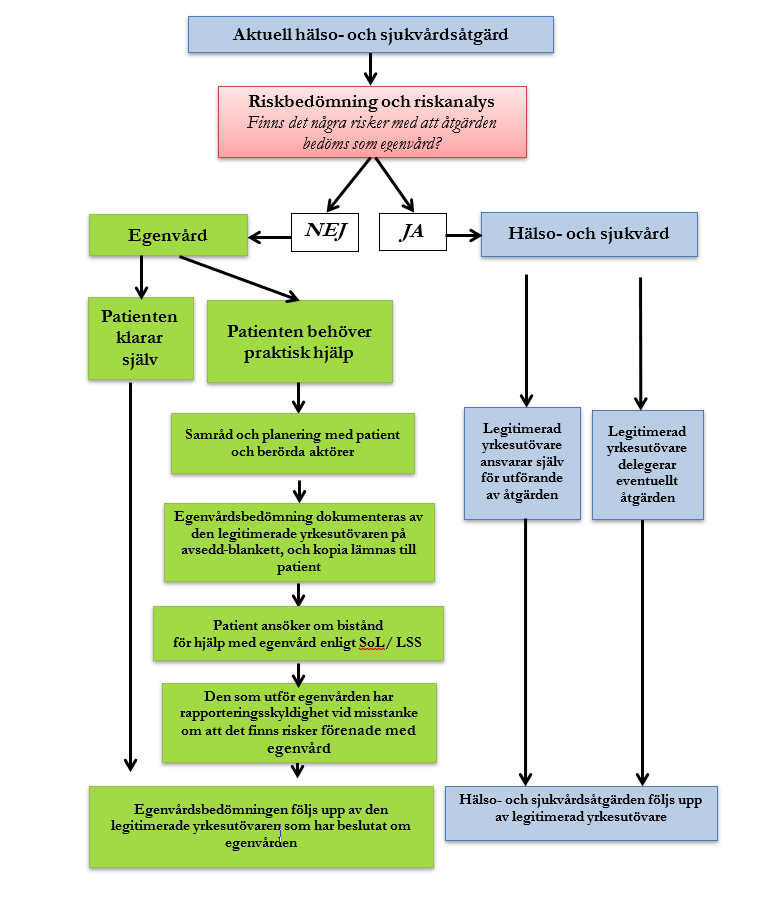 Aktuell hälso- och sjukvårdsåtgärd
Riskbedömning och riskanalys
Finns det några risker med att åtgärden
bedöms som egenvård?
NEJ
JA
Egenvård
Hälso- och sjukvård
Patienten
klarar
själv
Patienten behöver
praktisk hjälp
Samråd och planering med patient
och berörda aktörer
Egenvårdsbedömning dokumenteras av
den legitimerade yrkesutövaren på
avsedd-blankett, och kopia lämnas till
patient
Patient ansöker om bistånd
för hjälp med egenvård enligt SoL/ LSS
Den som utför egenvården har
rapporteringsskyldighet vid misstanke
om att det finns risker förenade med
egenvård
Egenvårdsbedömningen följs upp av den
legitimerade yrkesutövaren som har beslutat om
egenvården
Legitimerad
yrkesutövare
ansvarar själv
för utförande
av åtgärden
Legitimerad
yrkesutövare
delegerar
eventuellt
åtgärden
Hälso- och sjukvårdsåtgärden följs upp
av legitimerad yrkesutövare